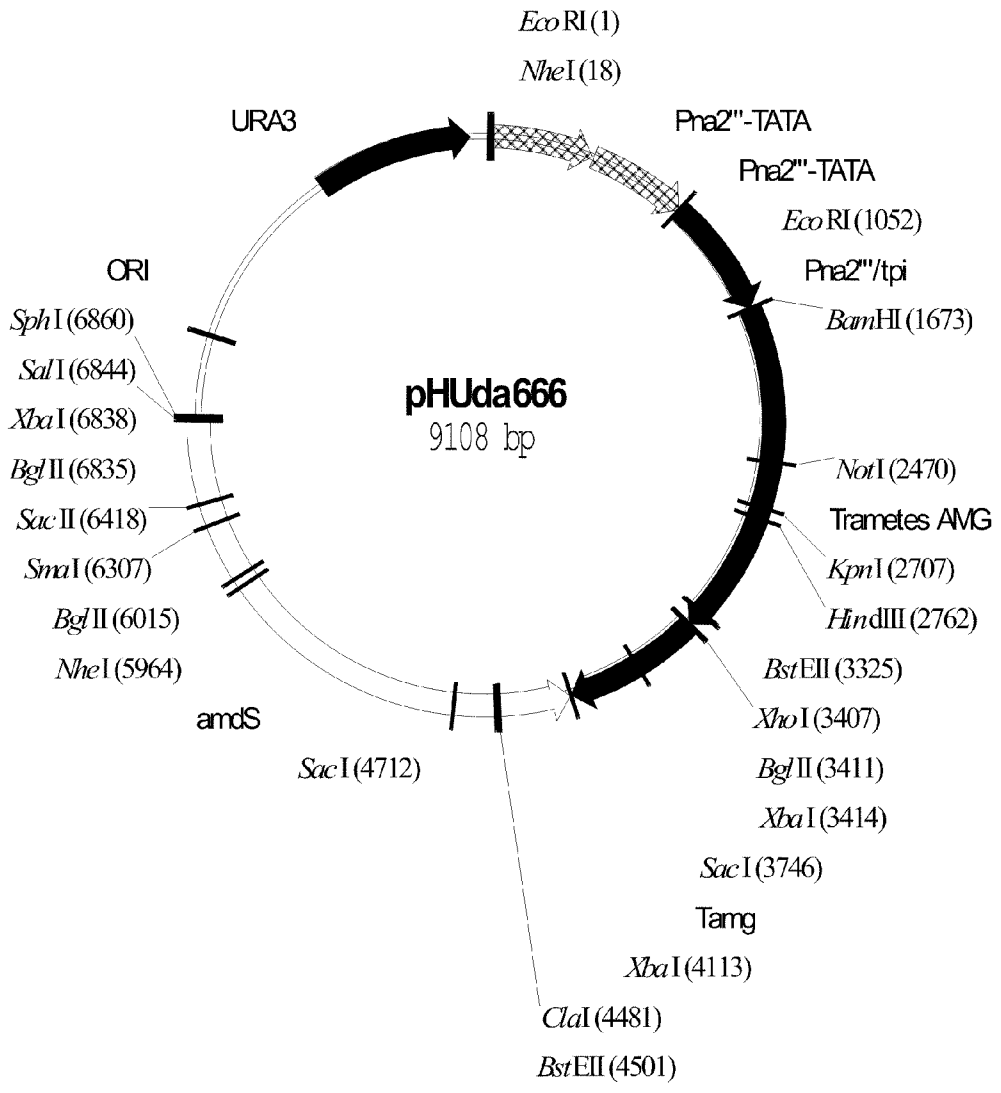 EcoRI (1)
NheI (18)
URA3
Pna2'''-TATA
Pna2'''-TATA
EcoRI (1052)
ORI
Pna2'''/tpi
SphI (6860)
BamHI (1673)
SalI (6844)
pHUda666
XbaI (6838)
9108 bp
BglII (6835)
NotI (2470)
SacII (6418)
Trametes AMG
SmaI (6307)
KpnI (2707)
BglII (6015)
HindIII (2762)
NheI (5964)
BstEII (3325)
amdS
XhoI (3407)
SacI (4712)
BglII (3411)
XbaI (3414)
SacI (3746)
Tamg
XbaI (4113)
ClaI (4481)
BstEII (4501)